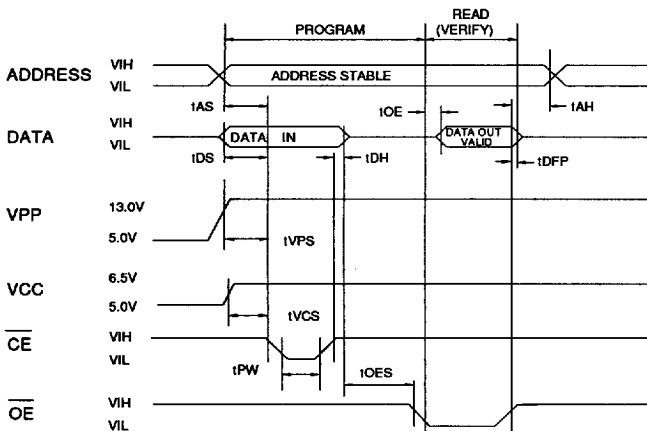 PROGRAM
READ
(VERIFY)
ADDRESS
VIH
VIL
ADDRESS STABLE
tAS
tOE
tAH
DATA
VIH
VIL
DATA IN
DATA OUT
VALID
tDS
tDH
tDFP
VPP
13.0V
5.0V
tVPS
VCC
6.5V
5.0V
tVCS
CE
VIH
VIL
tPW
tOES
OE
VIH
VIL